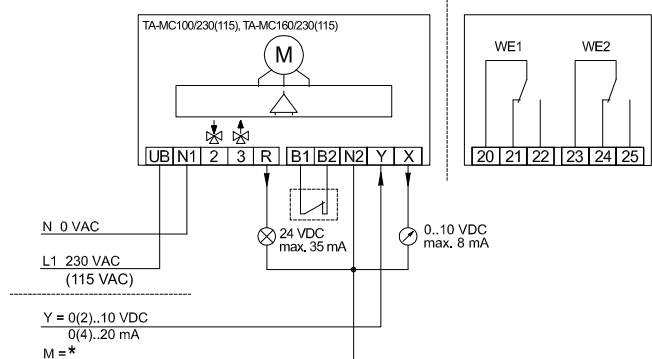 TA-MC100/230(115), TA-MC160/230(115)
M
UB N1 2 3 R B1 B2 N2 Y X
WE1 WE2
20 21 22 23 24 25
N 0 VAC
24 VDC
max. 35 mA
0..10 VDC
max. 8 mA
L1 230 VAC
(115 VAC)
Y = 0(2)..10 VDC
0(4)..20 mA
M = *